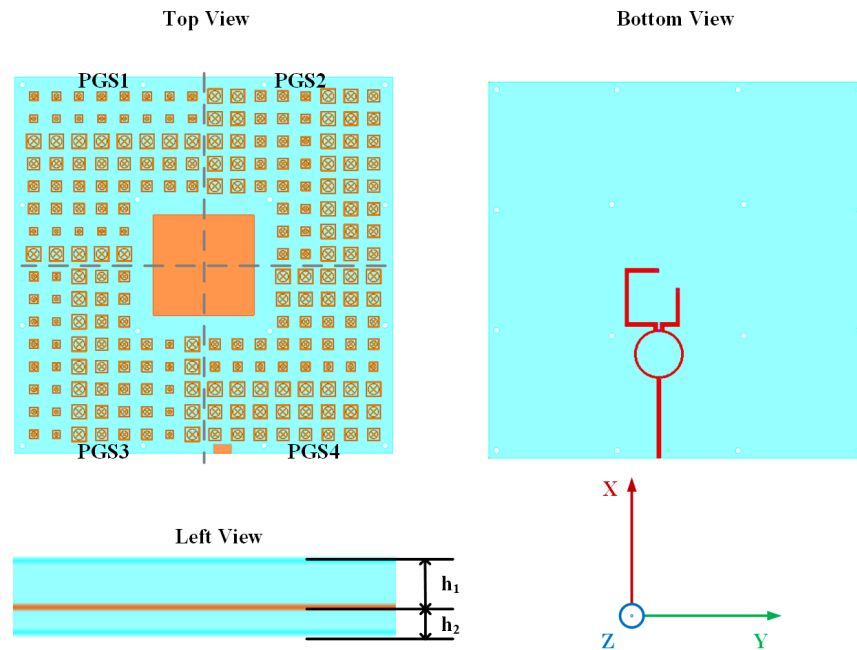 Top View
Bottom View
PGS1
PGS2
PGS3
PGS4
X
Left View
h1
h2
Z
Y